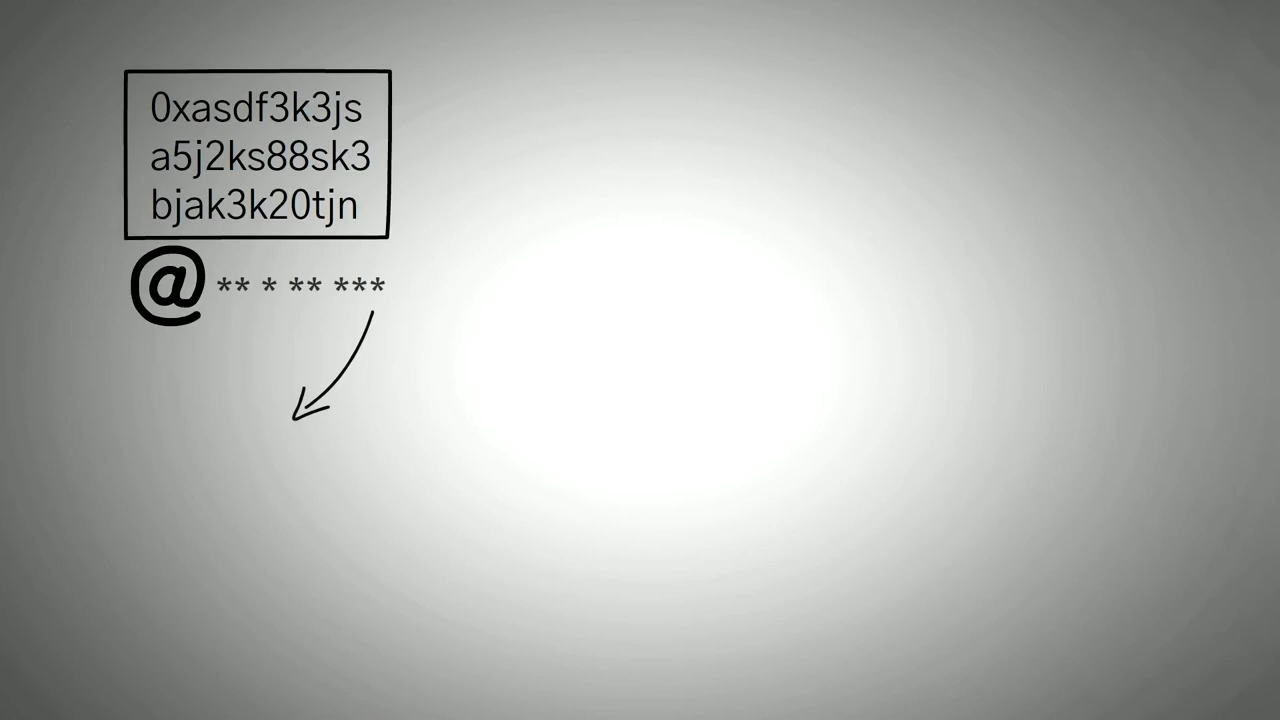 0xasdf3k3js
a5j2ks88sk3
bjak3k20tjn
@ ** * ** ***